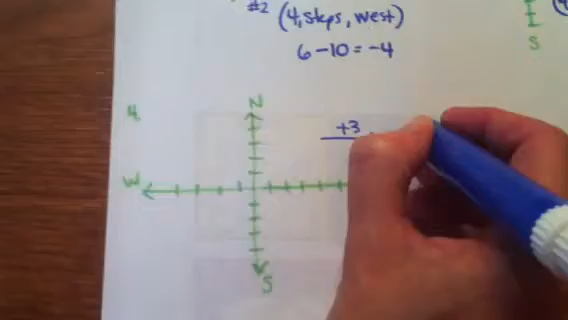 #2 (4, steps, west)
6-10=-4
S
4.
N
+3
W
S